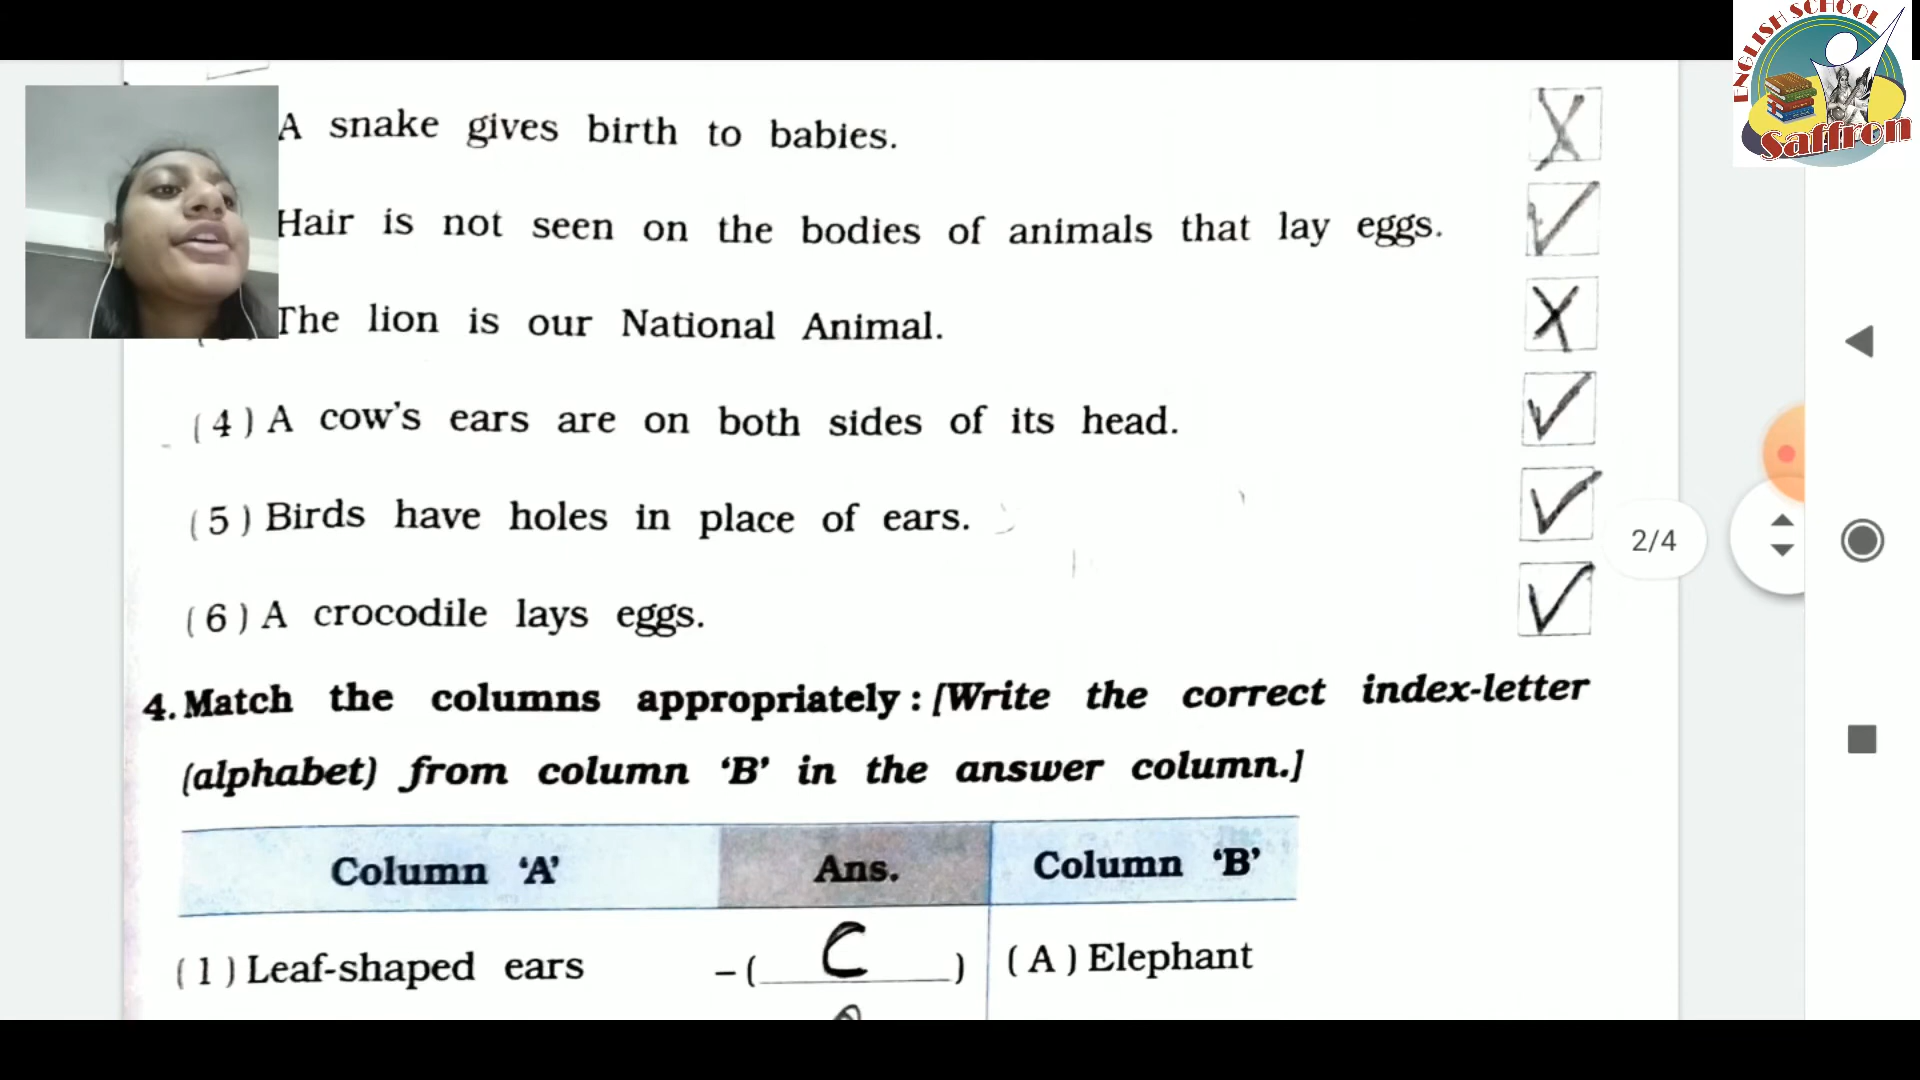 ENGLISH SCHOOL
Saffron
A snake gives birth to babies.
Hair is not seen on the bodies of animals that lay eggs.
The lion is our National Animal.
(4) A cow's ears are on both sides of its head.
(5) Birds have holes in place of ears.
(6) A crocodile lays eggs.
2/4
4. Match the columns appropriately : [Write the correct index-letter
(alphabet) from column ‘B’ in the answer column.]
Column ‘A’ Ans. Column ‘B’
(1) Leaf-shaped ears –( C ) (A) Elephant